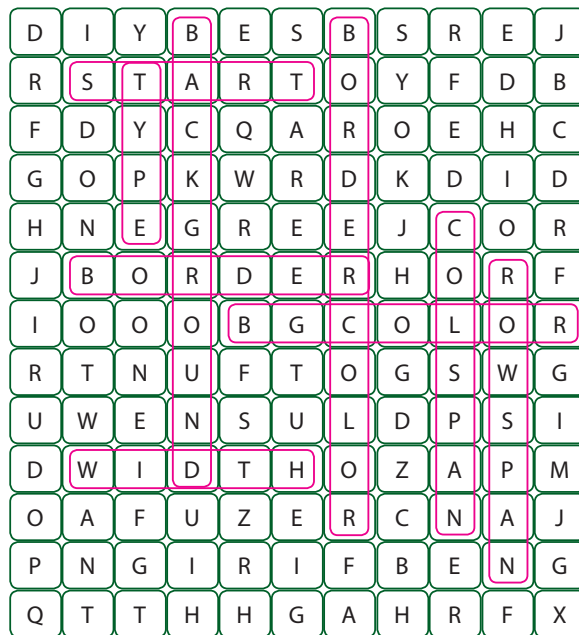 D I Y B E S B S R E J
R S T A R T O Y F D B
F D Y C Q A R O E H C
G O P K W R D K D I D
H N E G R E E J C O R
J B O R D E R H O R F
I O O O B G C O L O R
R T N U F T O G S W G
U W E N S U L D P S I
D W I D T H O Z A P M
O A F U Z E R C N A J
P N G I R I F B E N G
Q T T H H G A H R F X